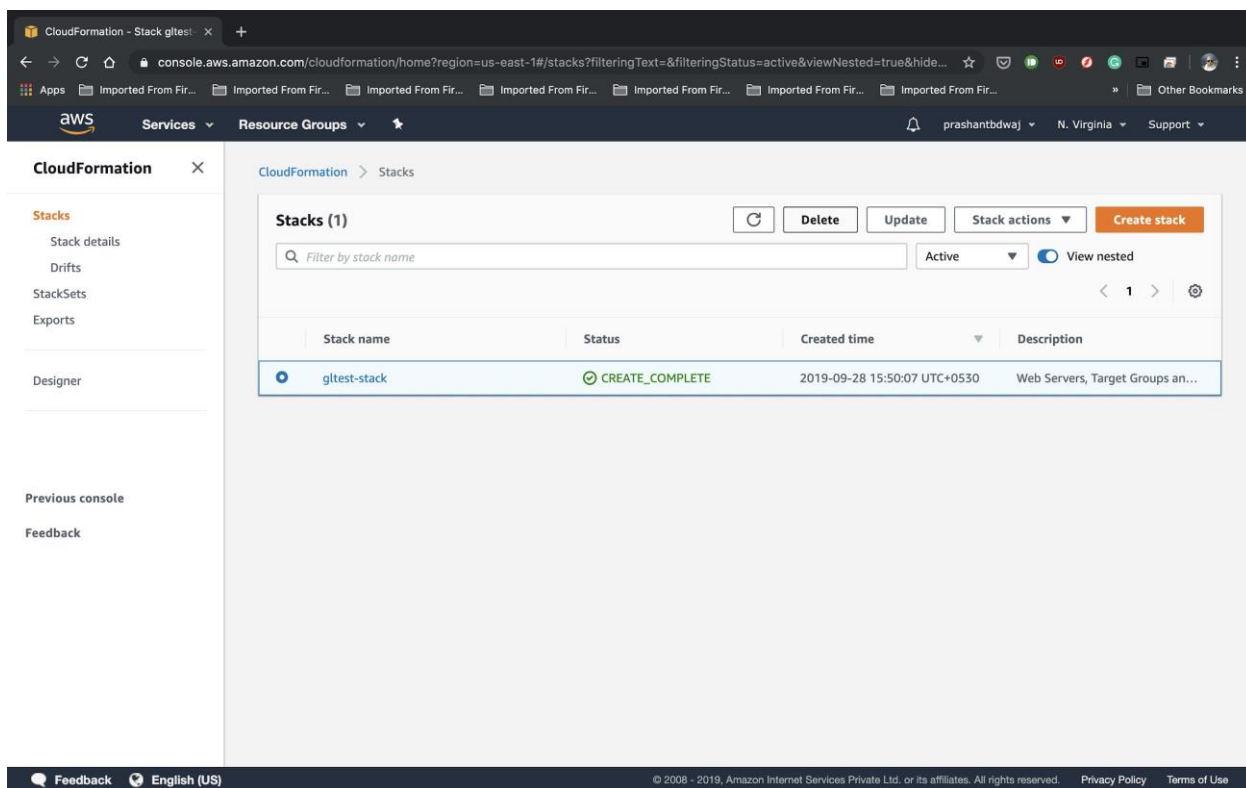 CloudFormation - Stack gltest-
console.aws.amazon.com/cloudformation/home?region=us-east-1#/stacks?filteringText=&filteringStatus=active&viewNested=true&hide...
Apps Imported From Fir... Imported From Fir... Imported From Fir... Imported From Fir... Imported From Fir... Imported From Fir... Imported From Fir... » Other Bookmarks
aws Services Resource Groups prashantbdwaj N. Virginia Support
CloudFormation
Stacks
Stack details
Drifts
StackSets
Exports
Designer
Previous console
Feedback
CloudFormation > Stacks
Stacks (1) Delete Update Stack actions Create stack
Filter by stack name Active View nested
< 1 >
Stack name Status Created time Description
gltest-stack CREATE_COMPLETE 2019-09-28 15:50:07 UTC+0530 Web Servers, Target Groups an...
Feedback English (US) © 2008 - 2019, Amazon Internet Services Private Ltd. or its affiliates. All rights reserved. Privacy Policy Terms of Use